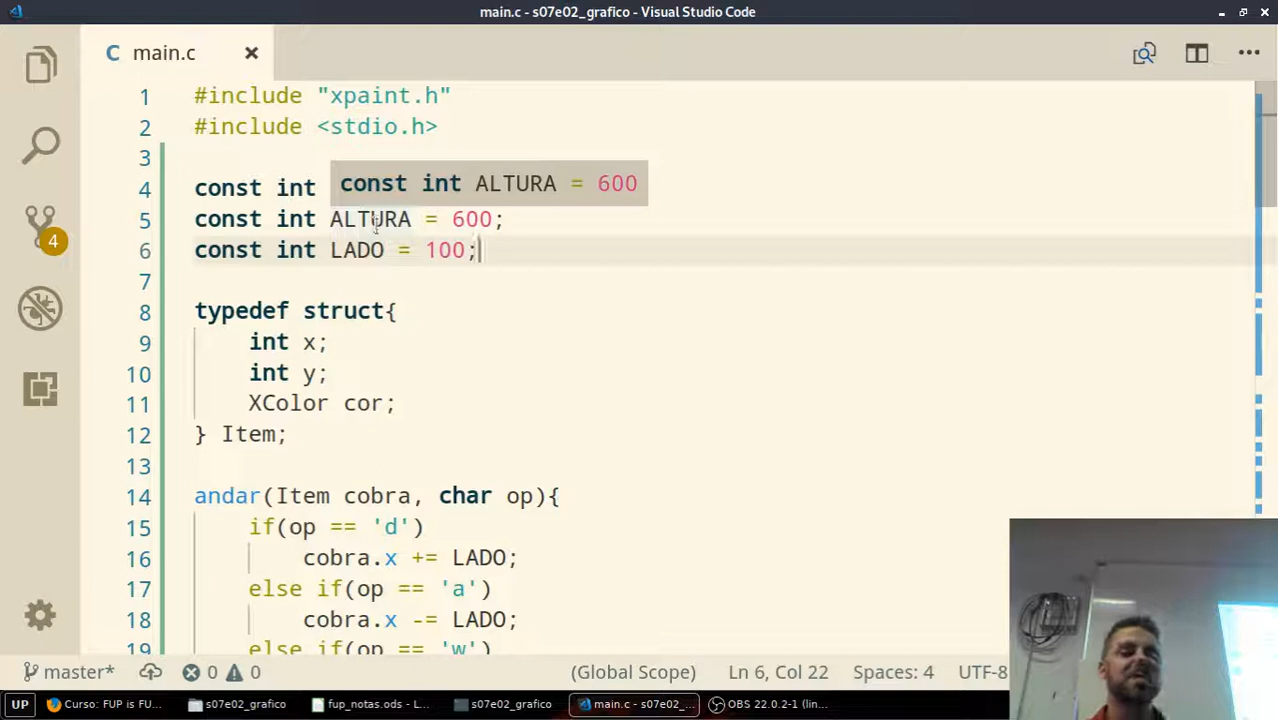 main.c - s07e02_grafico - Visual Studio Code
C main.c
1 #include "xpaint.h"
2 #include <stdio.h>
3
const int ALTURA = 600
4 const int
5 const int ALTURA = 600;
6 const int LADO = 100;
7
8 typedef struct{
9 int x;
10 int y;
11 XColor cor;
12 } Item;
13
14 andar(Item cobra, char op){
15 if(op == 'd')
16 cobra.x += LADO;
17 else if(op == 'a')
18 cobra.x -= LADO;
19 else if(op == 'w')
4
master* 0 0 (Global Scope) Ln 6, Col 22 Spaces: 4 UTF-8
UP Curso: FUP is FU... s07e02_grafico fup_notas.ods - L... s07e02_grafico main.c - s07e02_... OBS 22.0.2-1 (lin...